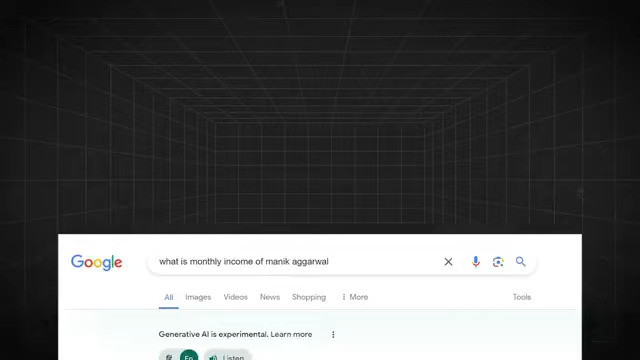 Google
what is monthly income of manik aggarwal
All Images Videos News Shopping More Tools
Generative AI is experimental. Learn more
En Listen